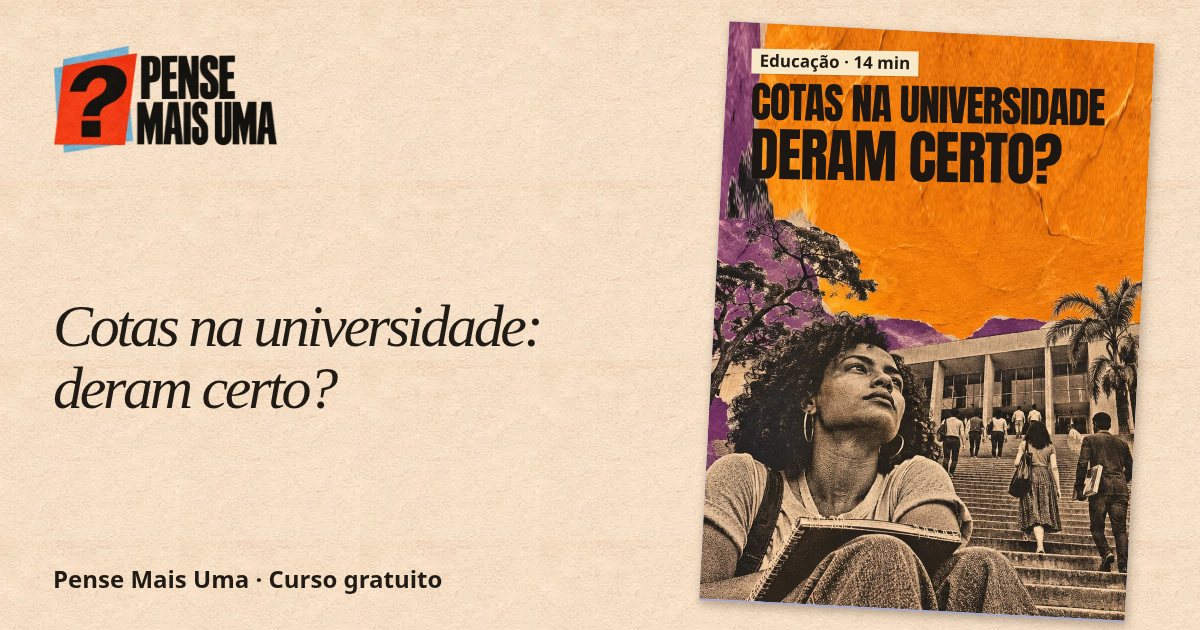 ?
PENSE
MAIS UMA
Cotas na universidade:
deram certo?
Pense Mais Uma · Curso gratuito
Educação · 14 min
COTAS NA UNIVERSIDADE
DERAM CERTO?